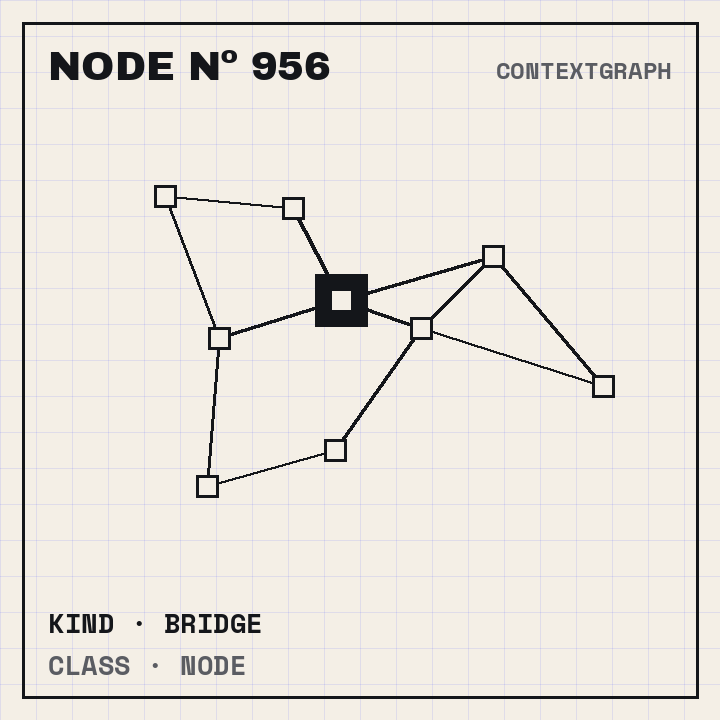 NODE Nº 956
CONTEXTGRAPH
KIND · BRIDGE
CLASS · NODE